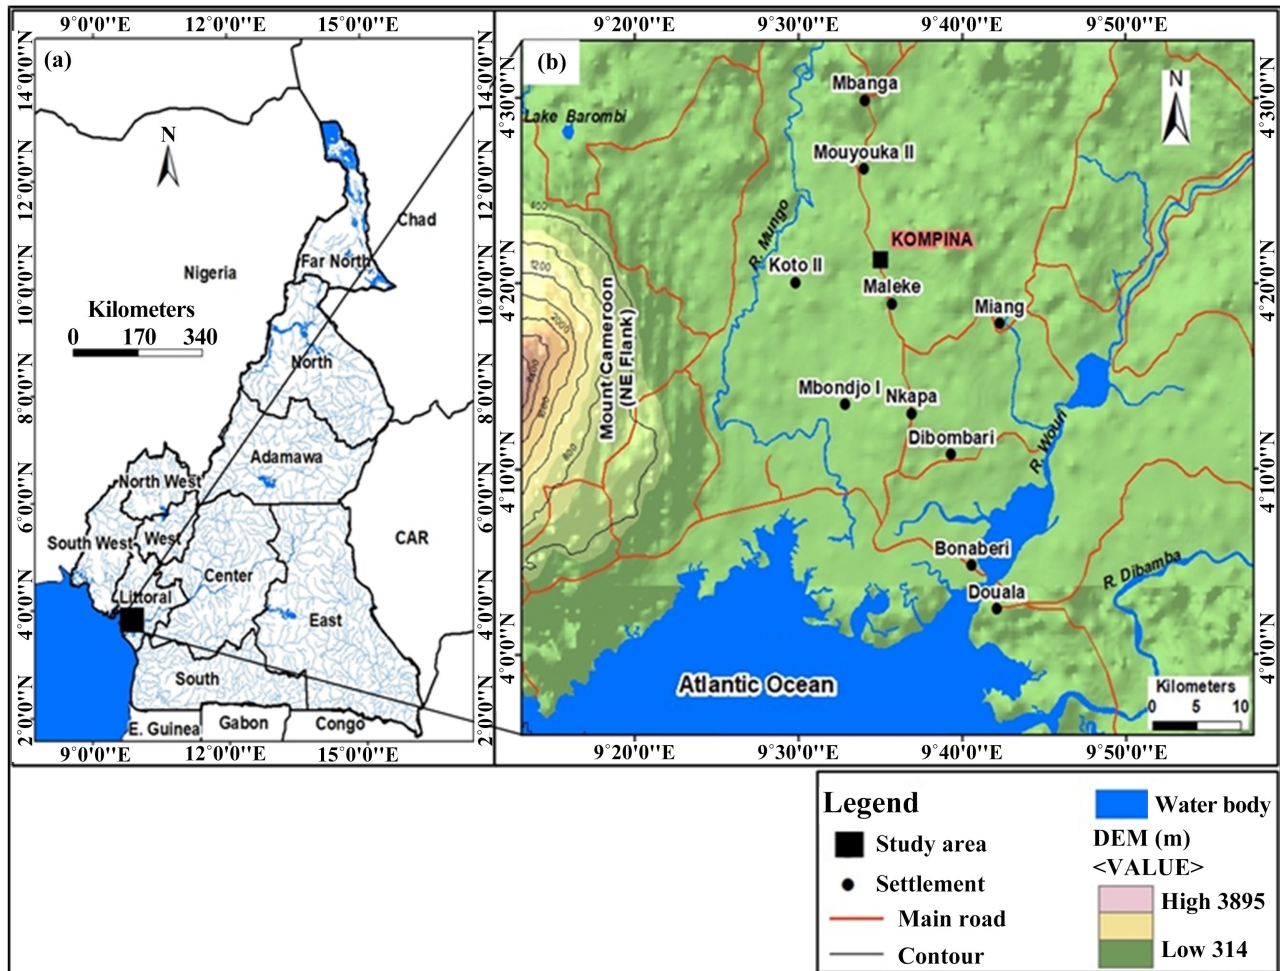 9°0'0"E 12°0'0"E 15°0'0"E
9°20'0"E 9°30'0"E 9°40'0"E 9°50'0"E
(a)
14°0'0"N
12°0'0"N
10°0'0"N
8°0'0"N
6°0'0"N
4°0'0"N
2°0'0"N
N
Nigeria
Chad
Far North
Kilometers
0 170 340
North
Adamawa
North West
South West
West
CAR
Center
Littoral
East
South
E. Guinea
Gabon
Congo
14°0'0"N
12°0'0"N
10°0'0"N
8°0'0"N
6°0'0"N
4°0'0"N
2°0'0"N
9°0'0"E 12°0'0"E 15°0'0"E
(b)
4°30'0"N
4°20'0"N
4°10'0"N
4°0'0"N
N
Mbanga
Lake Barombi
Mouyouka II
R. Mungo
KOMPINA
Koto II
Maleke
Miang
600
1200
2000
600
Mount Cameroon
(NE Flank)
Mbondjo I
Nkapa
Dibombari
R. Wouri
Bonaberi
R. Dibamba
Douala
Atlantic Ocean
Kilometers
0 5 10
4°30'0"N
4°20'0"N
4°10'0"N
4°0'0"N
9°20'0"E 9°30'0"E 9°40'0"E 9°50'0"E
Legend
Study area
Settlement
Main road
Contour
Water body
DEM (m)
<VALUE>
High 3895
Low 314